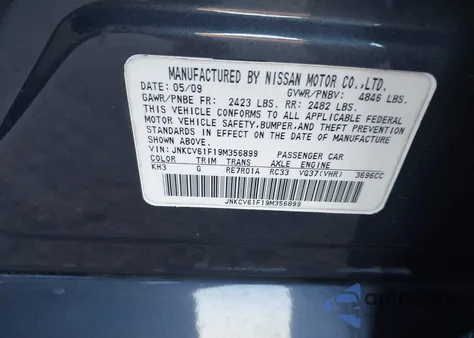 MANUFACTURED BY NISSAN MOTOR CO.,LTD.
DATE: 05/09 GVWR/PNBV: 4846 LBS.
GAWR/PNBE FR: 2423 LBS. RR: 2482 LBS.
THIS VEHICLE CONFORMS TO ALL APPLICABLE FEDERAL
MOTOR VEHICLE SAFETY, BUMPER, AND THEFT PREVENTION
STANDARDS IN EFFECT ON THE DATE OF MANUFACTURE
SHOWN ABOVE.
VIN: JNKCV61F19M356899 PASSENGER CAR
COLOR TRIM TRANS AXLE ENGINE
KH3 G RE7R01A RC33 VQ37(VHR) 3696CC
JNKCV61F19M356899